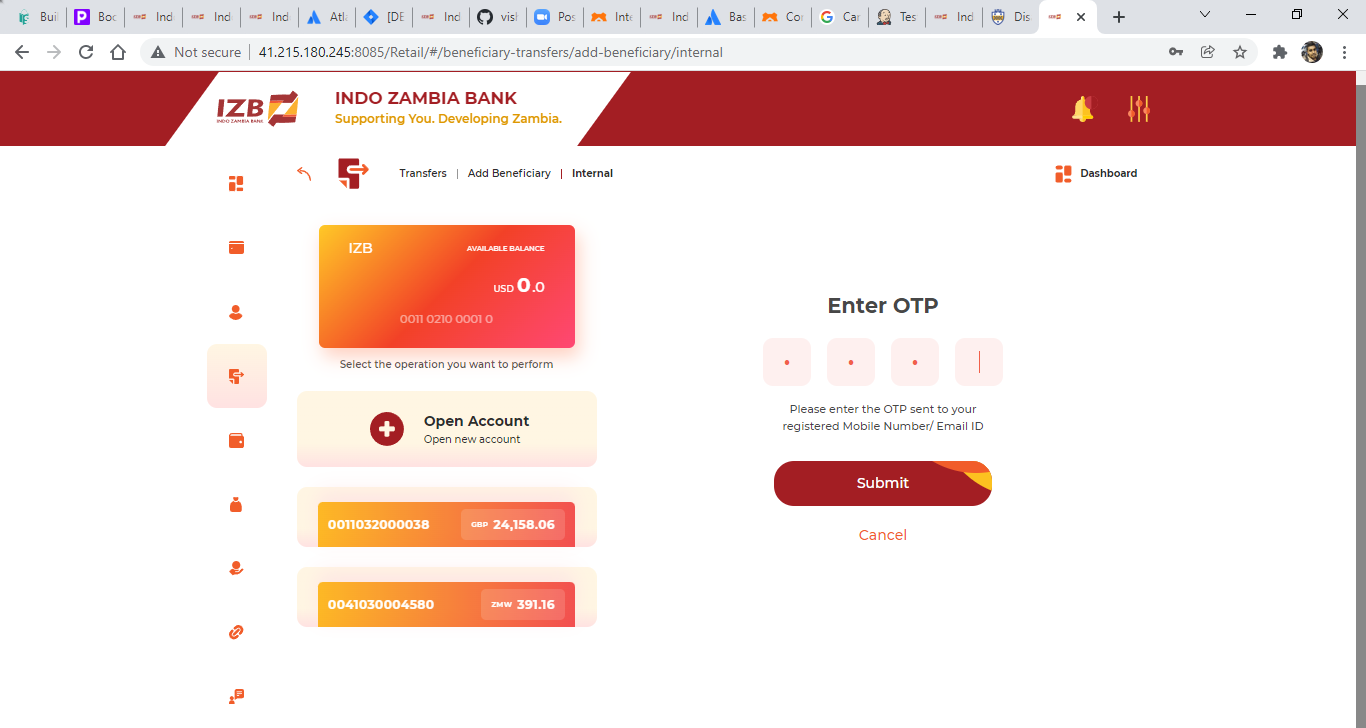 Buil
Boc
Ind
Ind
Ind
Atla
[DE
Ind
visl
Pos
Inte
Ind
Bas
Cor
Car
Tes
Ind
Dis
Not secure
41.215.180.245:8085/Retail/#/beneficiary-transfers/add-beneficiary/internal
IZB
INDO ZAMBIA BANK
INDO ZAMBIA BANK
Supporting You. Developing Zambia.
Transfers | Add Beneficiary | Internal
Dashboard
IZB
AVAILABLE BALANCE
USD 0.0
0011 0210 0001 0
Select the operation you want to perform
Open Account
Open new account
0011032000038
GBP 24,158.06
0041030004580
ZMW 391.16
Enter OTP
Please enter the OTP sent to your
registered Mobile Number/ Email ID
Submit
Cancel